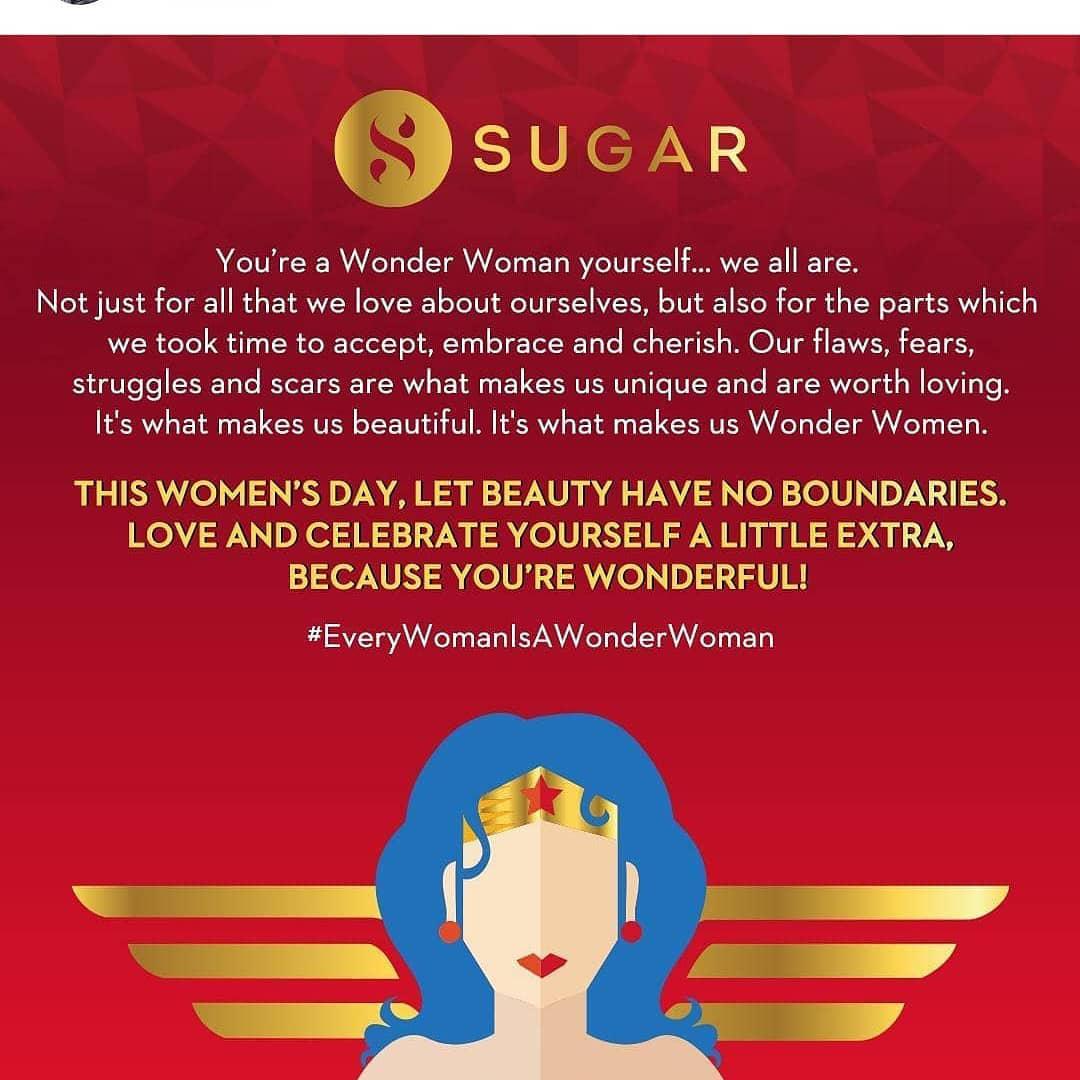 SUGAR
You’re a Wonder Woman yourself... we all are.
Not just for all that we love about ourselves, but also for the parts which
we took time to accept, embrace and cherish. Our flaws, fears,
struggles and scars are what makes us unique and are worth loving.
It's what makes us beautiful. It's what makes us Wonder Women.
THIS WOMEN’S DAY, LET BEAUTY HAVE NO BOUNDARIES.
LOVE AND CELEBRATE YOURSELF A LITTLE EXTRA,
BECAUSE YOU’RE WONDERFUL!
#EveryWomanIsAWonderWoman